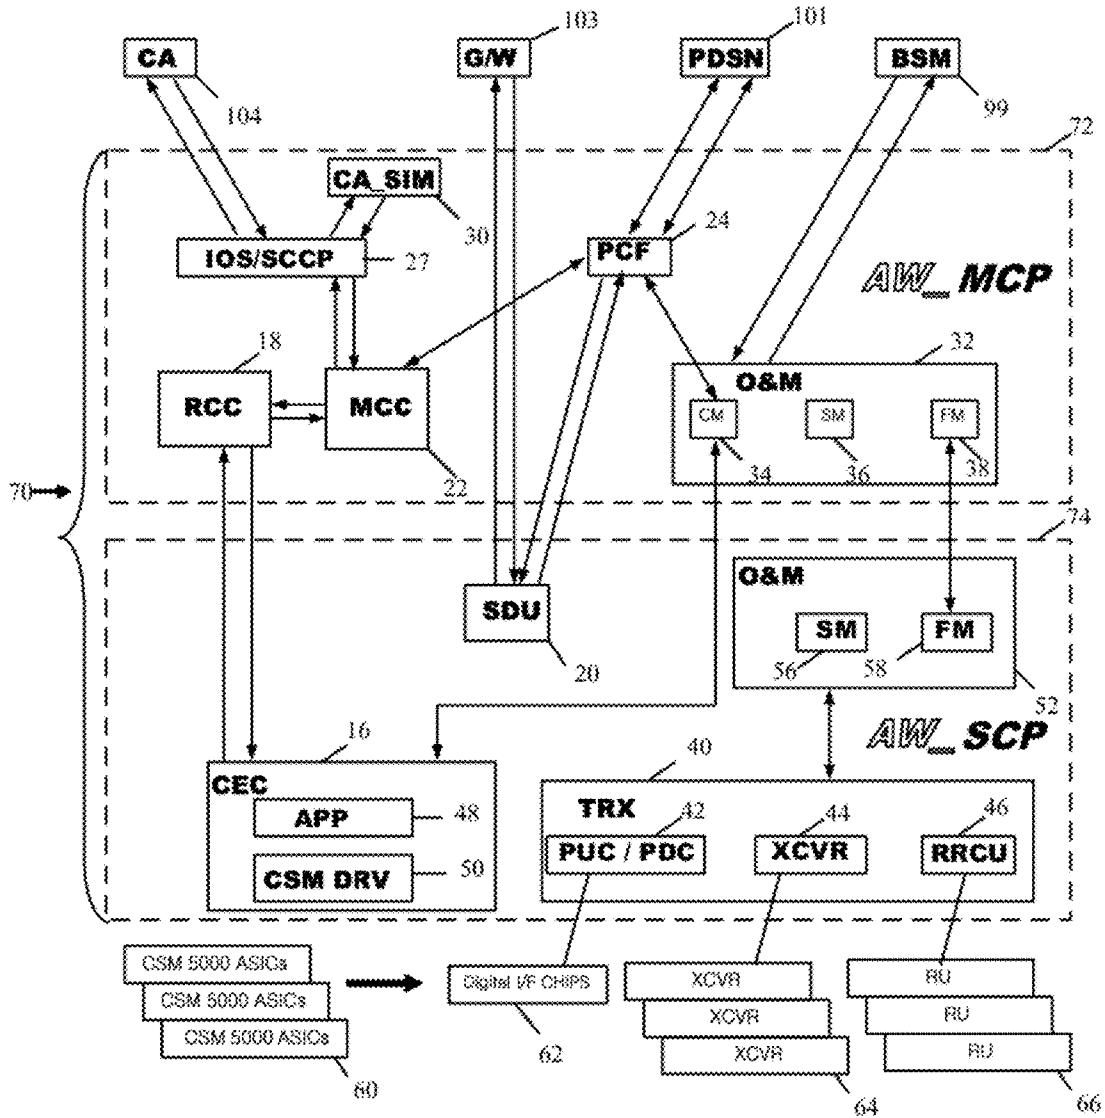 103
101
CA
G/W
PDSN
BSM
104
99
72
CA_SIM
30
24
IOS/SCCP
27
PCF
AW_MCP
18
32
RCC
MCC
O&M
CM
SM
FM
34
36
38
22
70
74
O&M
SDU
SM
FM
20
56
58
52
AW_SCP
16
40
CEC
TRX
42
44
46
APP
48
PUC / PDC
XCVR
RRCU
CSM DRV
50
CSM 5000 ASICs
CSM 5000 ASICs
CSM 5000 ASICs
Digital I/F CHIPS
XCVR
XCVR
XCVR
RU
RU
RU
60
62
64
66